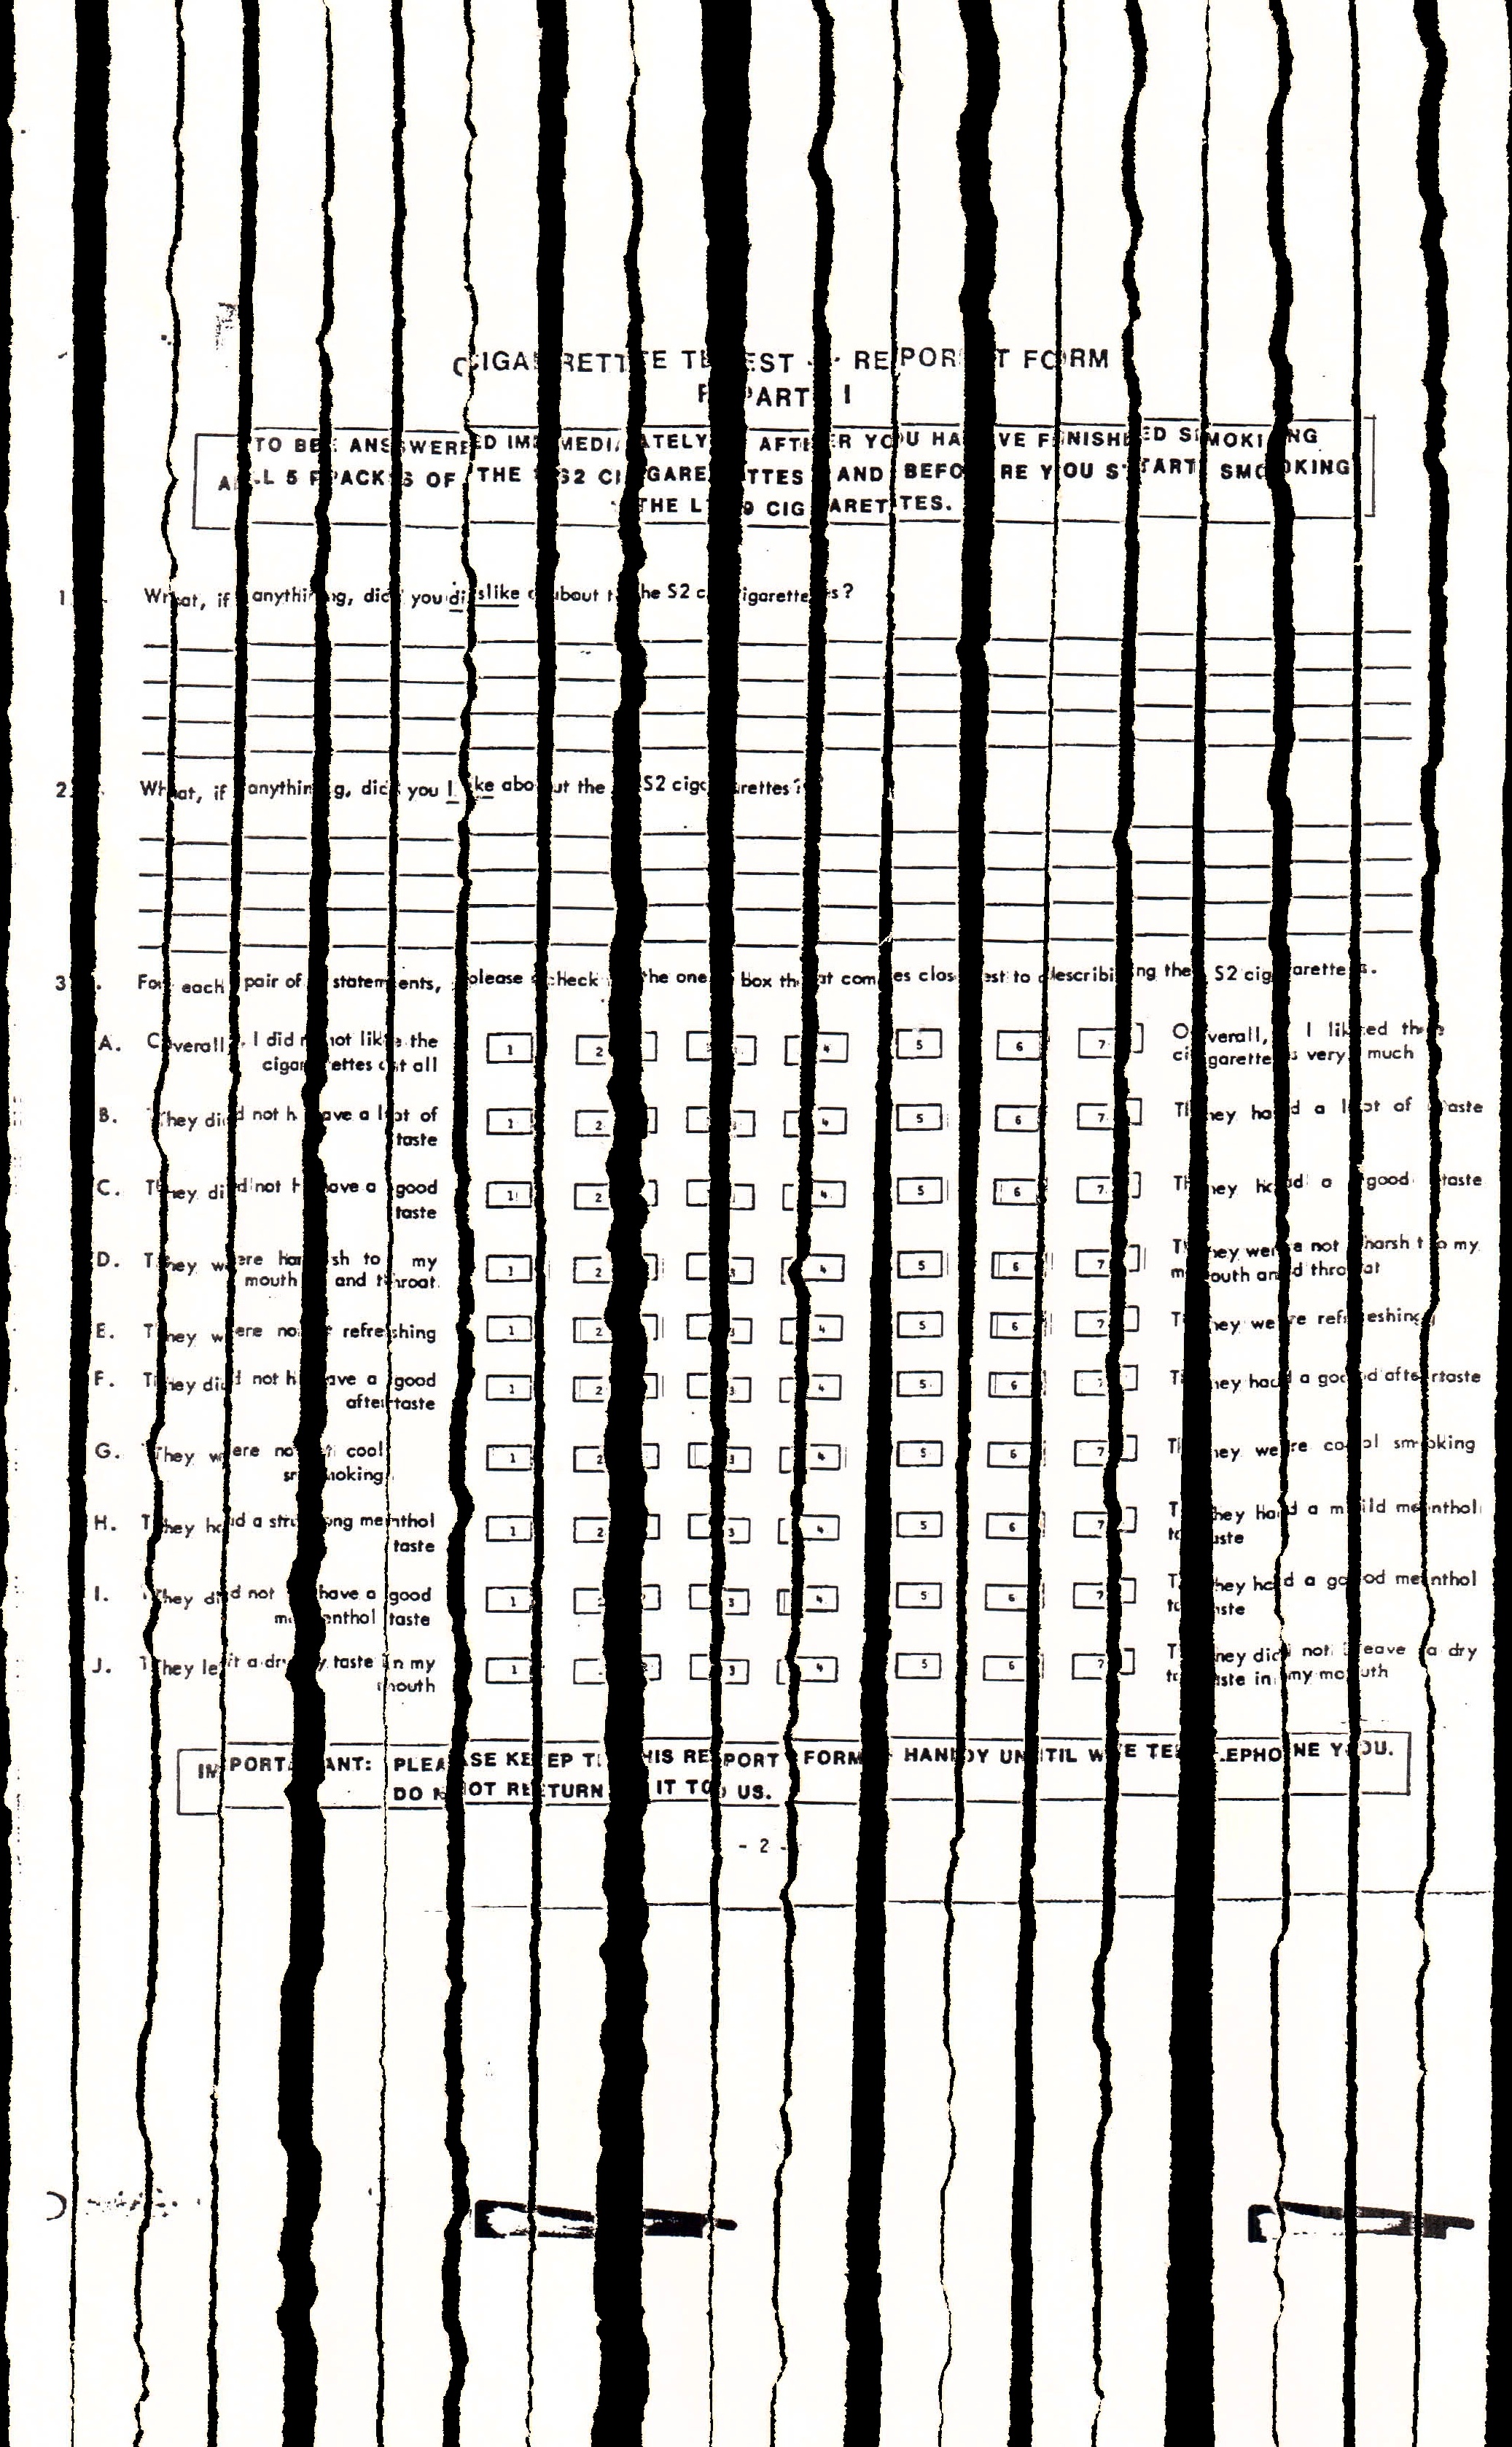 CIGARETTE TEST - REPORT FORM
PART I
TO BE ANSWERED IMMEDIATELY AFTER YOU HAVE FINISHED SMOKING
ALL 5 PACKS OF THE S2 CIGARETTES AND BEFORE YOU START SMOKING
THE L9 CIGARETTES.
1. What, if anything, did you dislike about the S2 cigarettes?
2. What, if anything, did you like about the S2 cigarettes?
3. For each pair of statements, please check the one box that comes closest to describing the S2 cigarettes.
A. Overall, I did not like the cigarettes at all 1 2 3 4 5 6 7 Overall, I liked the cigarettes very much
B. They did not have a lot of taste 1 2 3 4 5 6 7 They had a lot of taste
C. They did not have a good taste 1 2 3 4 5 6 7 They had a good taste
D. They were harsh to my mouth and throat 1 2 3 4 5 6 7 They were not harsh to my mouth and throat
E. They were not refreshing 1 2 3 4 5 6 7 They were refreshing
F. They did not have a good aftertaste 1 2 3 4 5 6 7 They had a good aftertaste
G. They were not cool smoking 1 2 3 4 5 6 7 They were cool smoking
H. They had a strong menthol taste 1 2 3 4 5 6 7 They had a mild menthol taste
I. They did not have a good menthol taste 1 2 3 4 5 6 7 They had a good menthol taste
J. They left a dry taste in my mouth 1 2 3 4 5 6 7 They did not leave a dry taste in my mouth
IMPORTANT: PLEASE KEEP THIS REPORT FORM HANDY UNTIL WE TELEPHONE YOU.
DO NOT RETURN IT TO US.
- 2 -